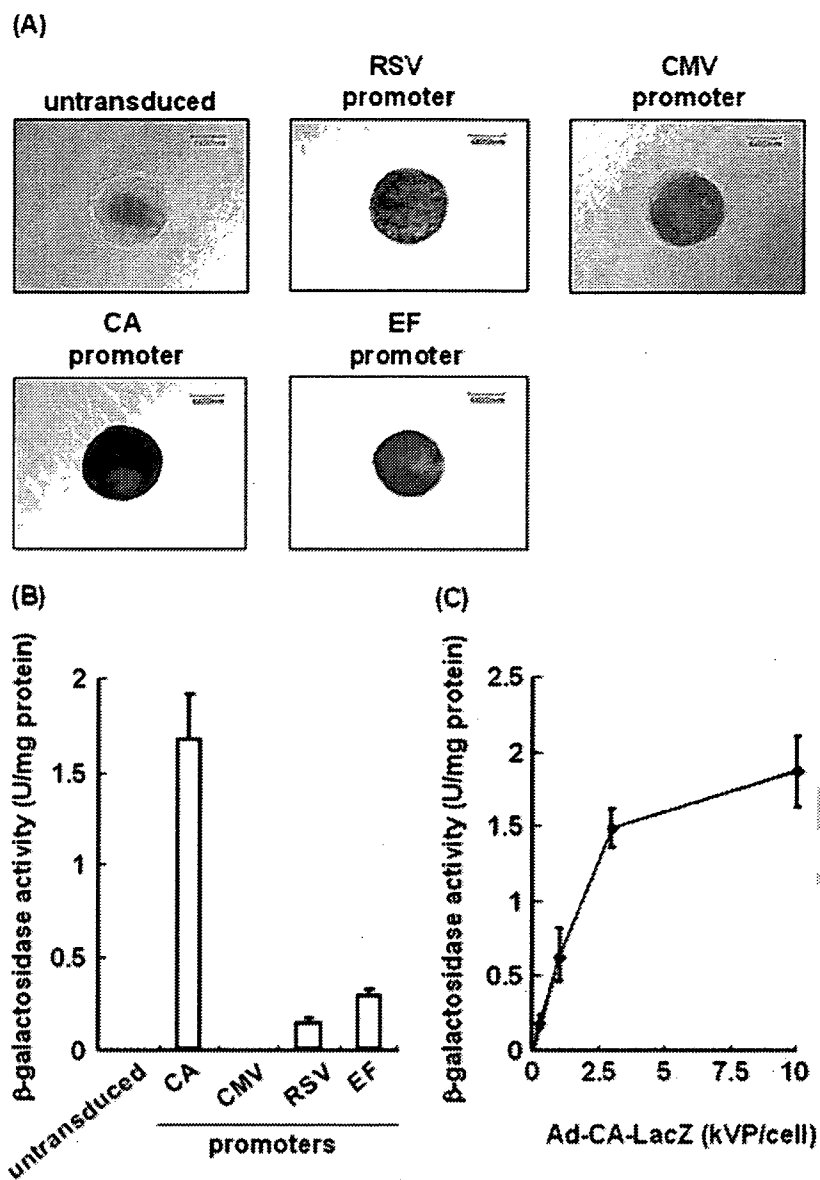 (A)
untransduced
RSV
promoter
CMV
promoter
CA
promoter
EF
promoter
(B)
β-galactosidase activity (U/mg protein)
2
1.5
1
0.5
0
untransduced
CA
CMV
RSV
EF
promoters
(C)
β-galactosidase activity (U/mg protein)
2.5
2
1.5
1
0.5
0
0
2.5
5
7.5
10
Ad-CA-LacZ (kVP/cell)